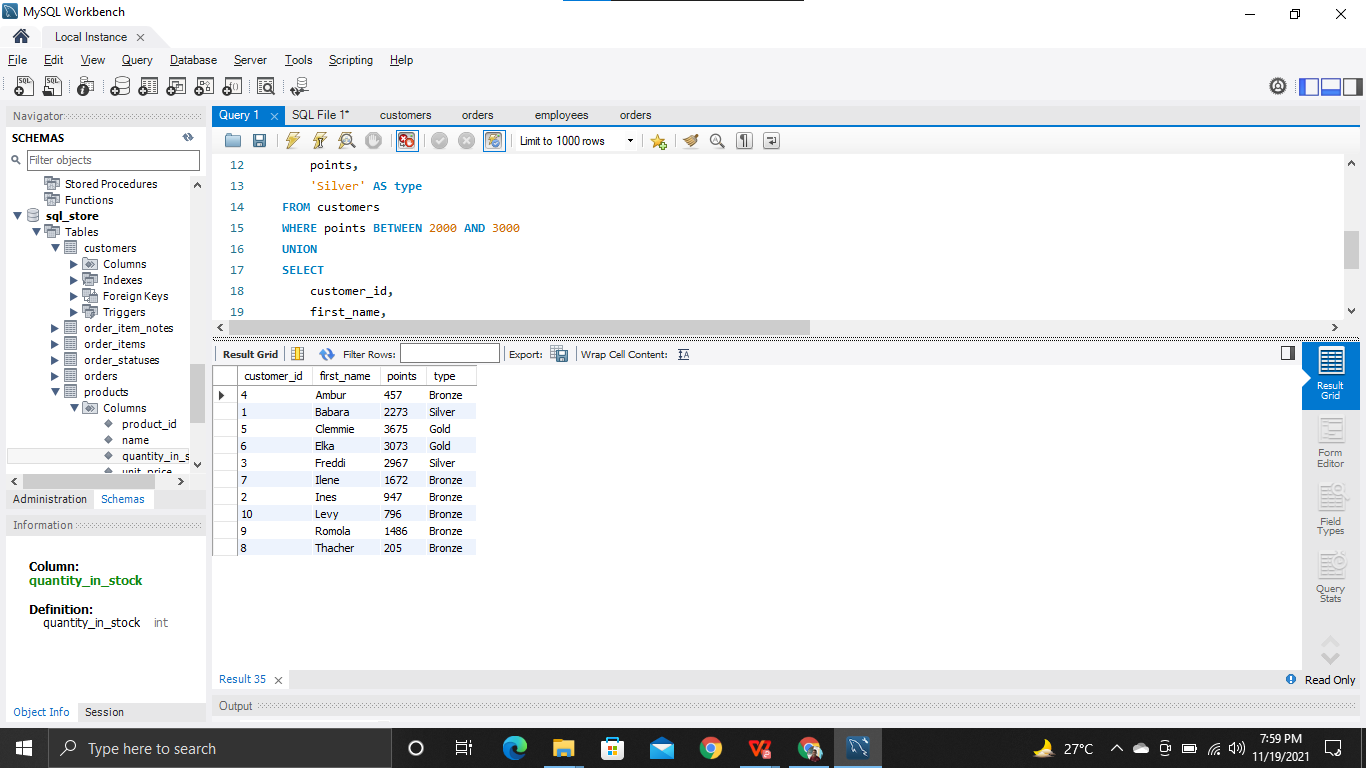 MySQL Workbench
Local Instance
File Edit View Query Database Server Tools Scripting Help
Navigator
SCHEMAS
Filter objects
Stored Procedures
Functions
sql_store
Tables
customers
Columns
Indexes
Foreign Keys
Triggers
order_item_notes
order_items
order_statuses
orders
products
Columns
product_id
name
quantity_in_s
unit_price
Administration Schemas
Information
Column:
quantity_in_stock
Definition:
quantity_in_stock int
Object Info Session
Query 1 SQL File 1* customers orders employees orders
Limit to 1000 rows
12 points,
13 'Silver' AS type
14 FROM customers
15 WHERE points BETWEEN 2000 AND 3000
16 UNION
17 SELECT
18 customer_id,
19 first_name,
Result Grid Filter Rows: Export: Wrap Cell Content:
customer_id first_name points type
4 Ambur 457 Bronze
1 Babara 2273 Silver
5 Clemmie 3675 Gold
6 Elka 3073 Gold
3 Freddi 2967 Silver
7 Ilene 1672 Bronze
2 Ines 947 Bronze
10 Levy 796 Bronze
9 Romola 1486 Bronze
8 Thacher 205 Bronze
Result
Grid
Form
Editor
Field
Types
Query
Stats
Result 35
Read Only
Output
Type here to search
27°C
7:59 PM
11/19/2021